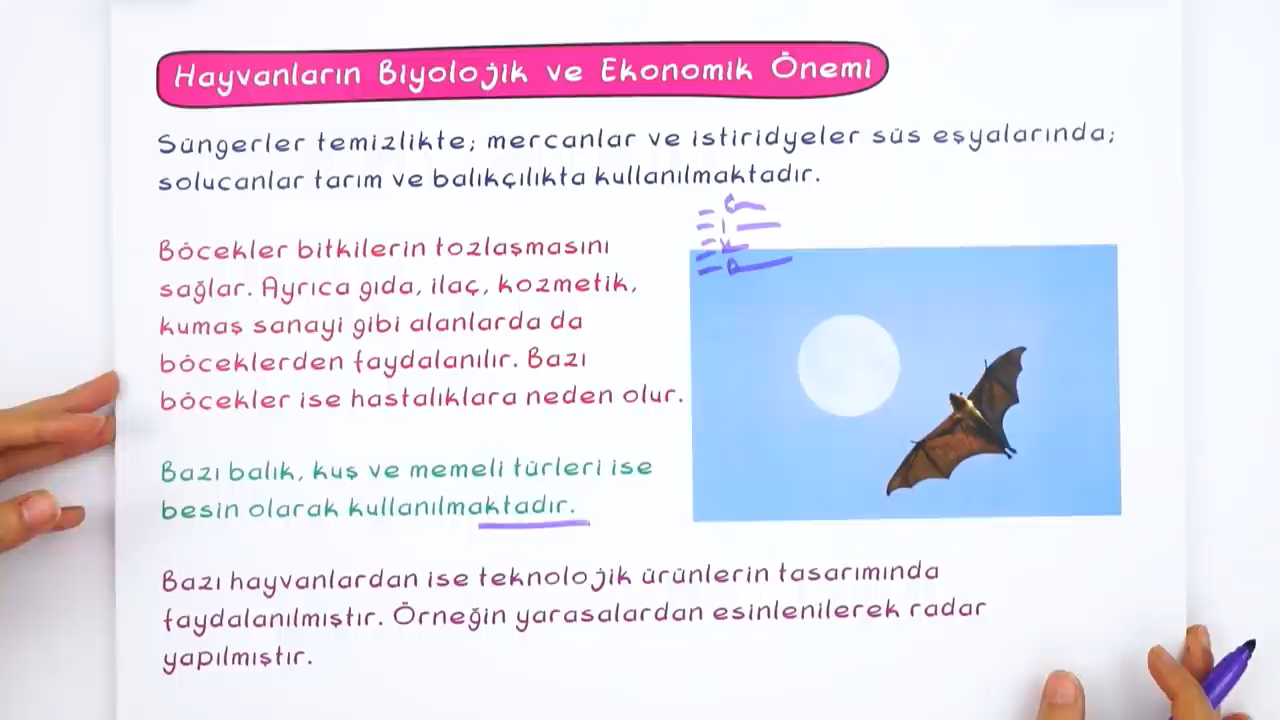 Hayvanların Biyolojik ve Ekonomik Önemi
Süngerler temizlikte; mercanlar ve istiridyeler süs eşyalarında;
solucanlar tarım ve balıkçılıkta kullanılmaktadır.
Böcekler bitkilerin tozlaşmasını
sağlar. Ayrıca gıda, ilaç, kozmetik,
kumaş sanayi gibi alanlarda da
böceklerden faydalanılır. Bazı
böcekler ise hastalıklara neden olur.
Bazı balık, kuş ve memeli türleri ise
besin olarak kullanılmaktadır.
Bazı hayvanlardan ise teknolojik ürünlerin tasarımında
faydalanılmıştır. Örneğin yarasalardan esinlenilerek radar
yapılmıştır.